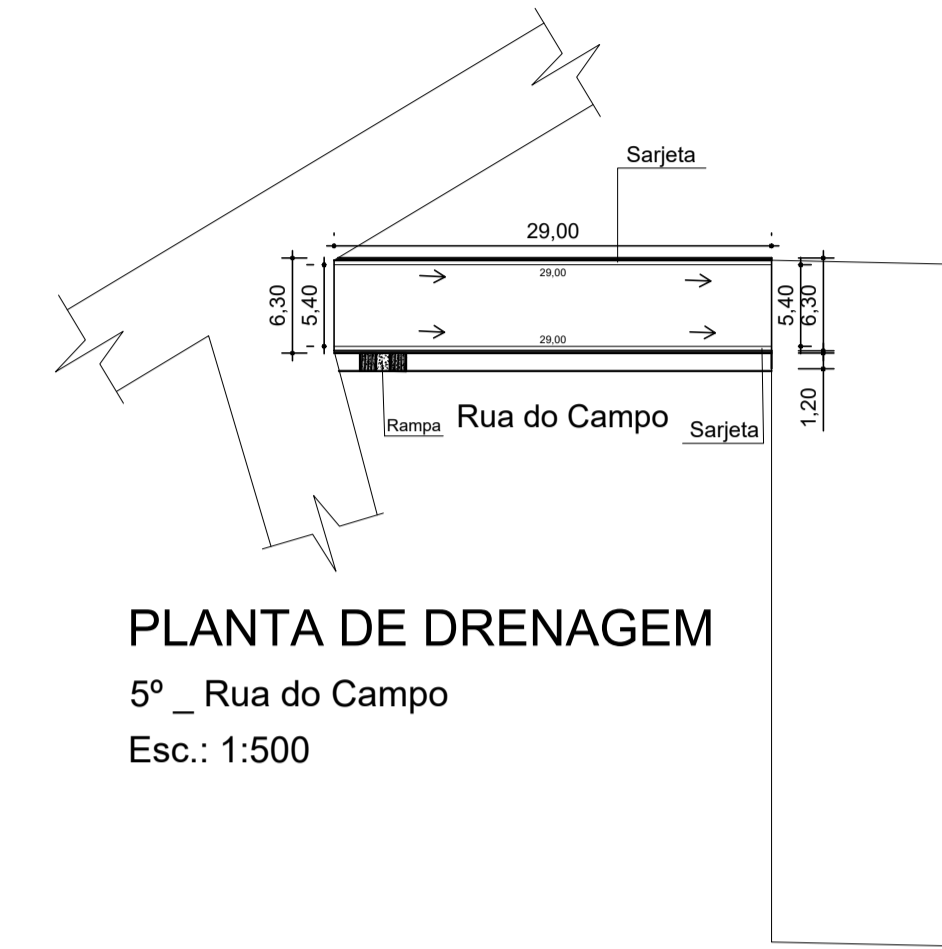 Sarjeta
29,00
29,00
6,30
5,40
5,40
6,30
29,00
Rampa
Rua do Campo
Sarjeta
1,20
PLANTA DE DRENAGEM
5º _ Rua do Campo
Esc.: 1:500